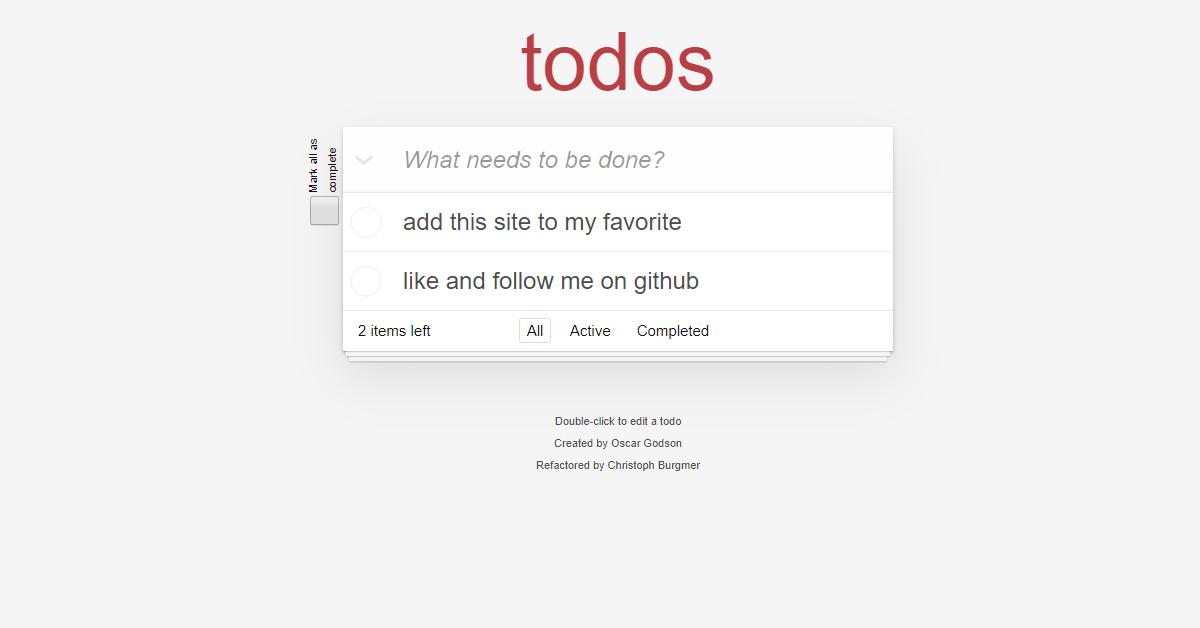 todos
Mark all as
complete
What needs to be done?
add this site to my favorite
like and follow me on github
2 items left All Active Completed
Double-click to edit a todo
Created by Oscar Godson
Refactored by Christoph Burgmer